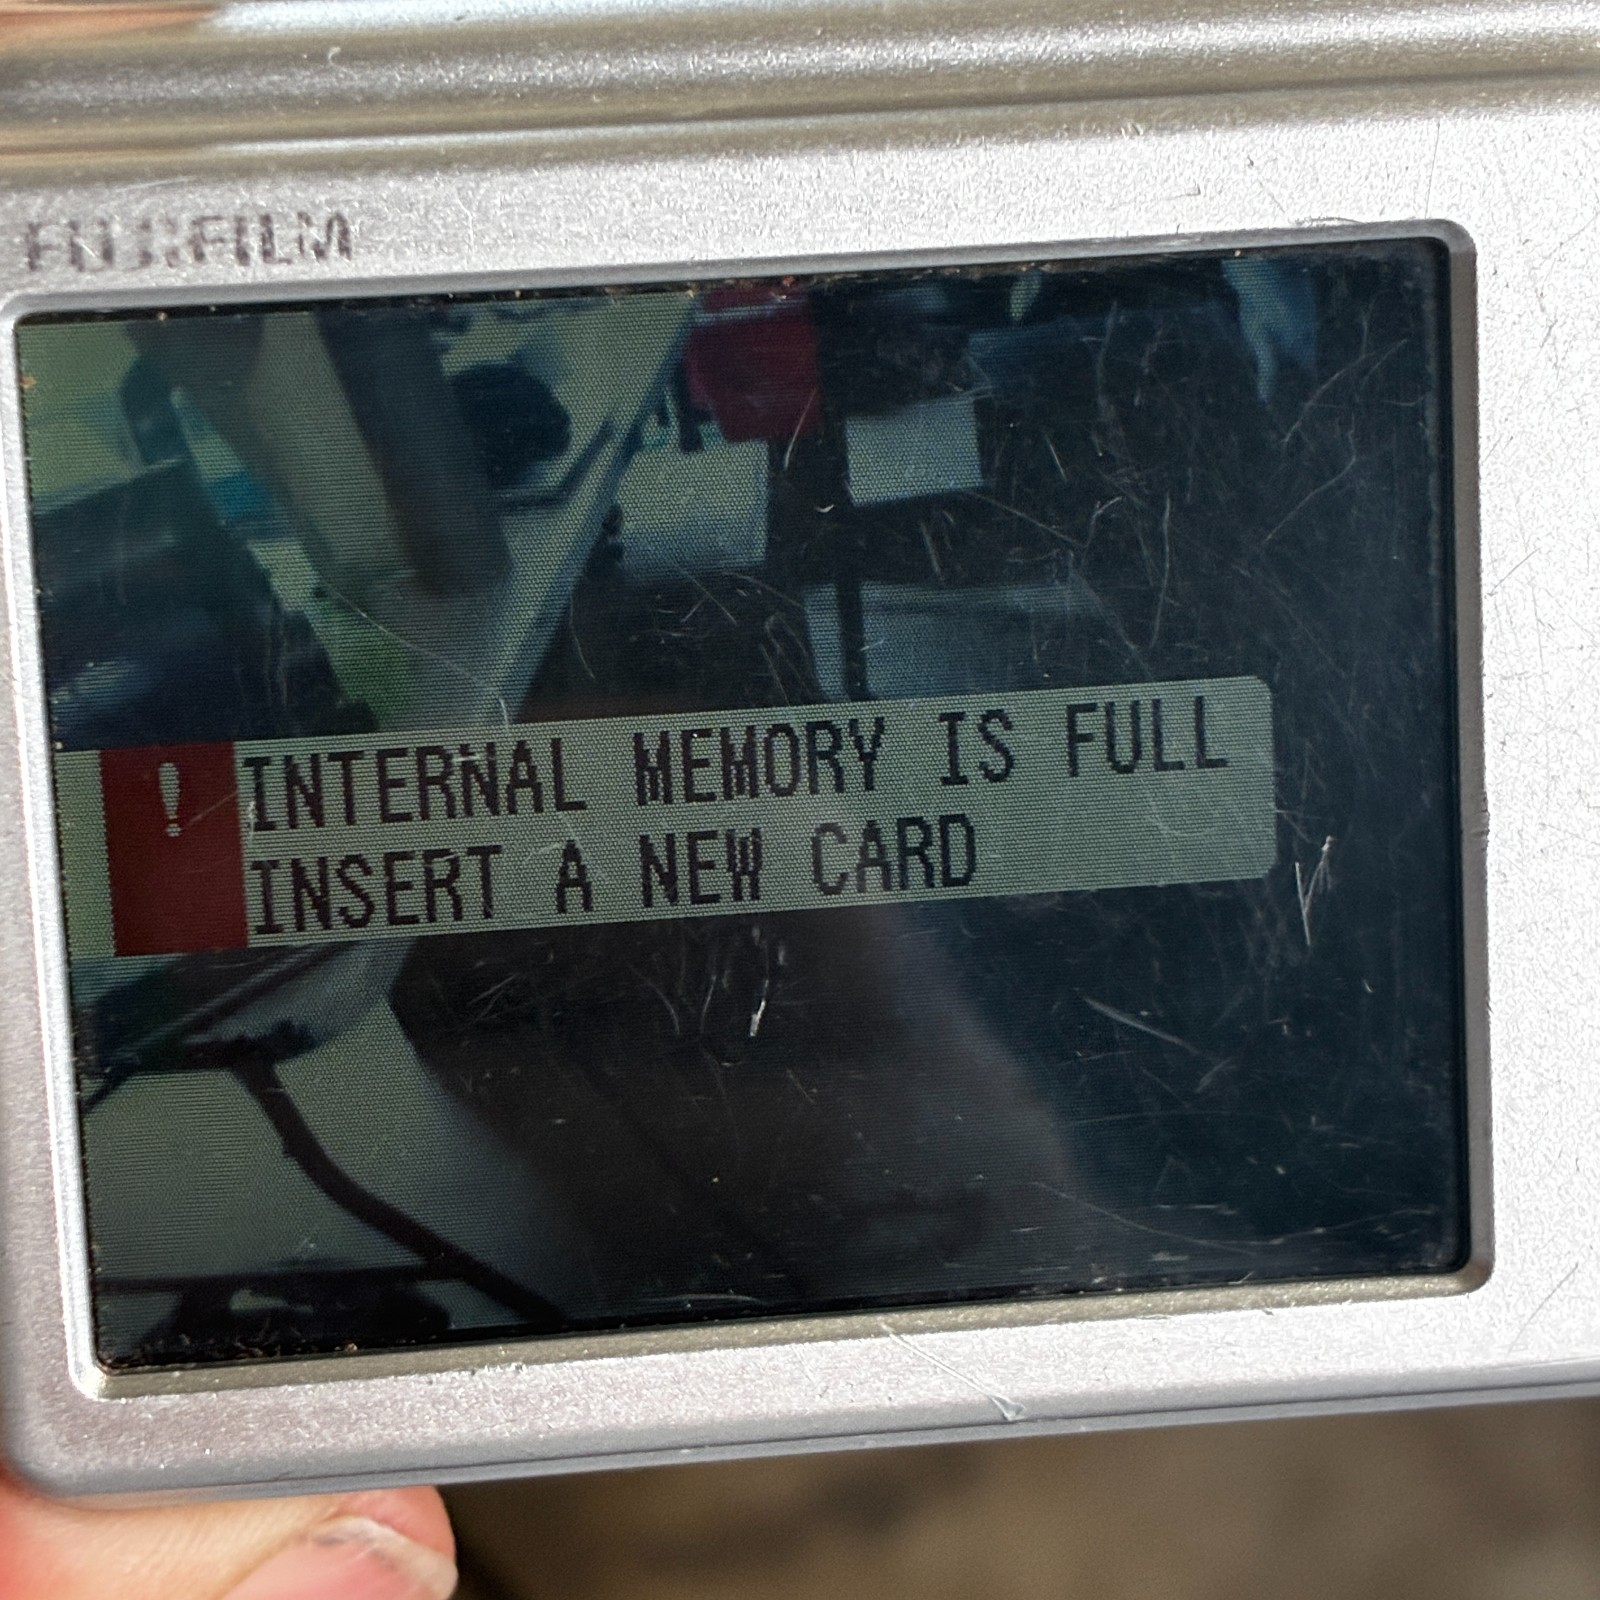 FUJIFILM
! INTERNAL MEMORY IS FULL
INSERT A NEW CARD